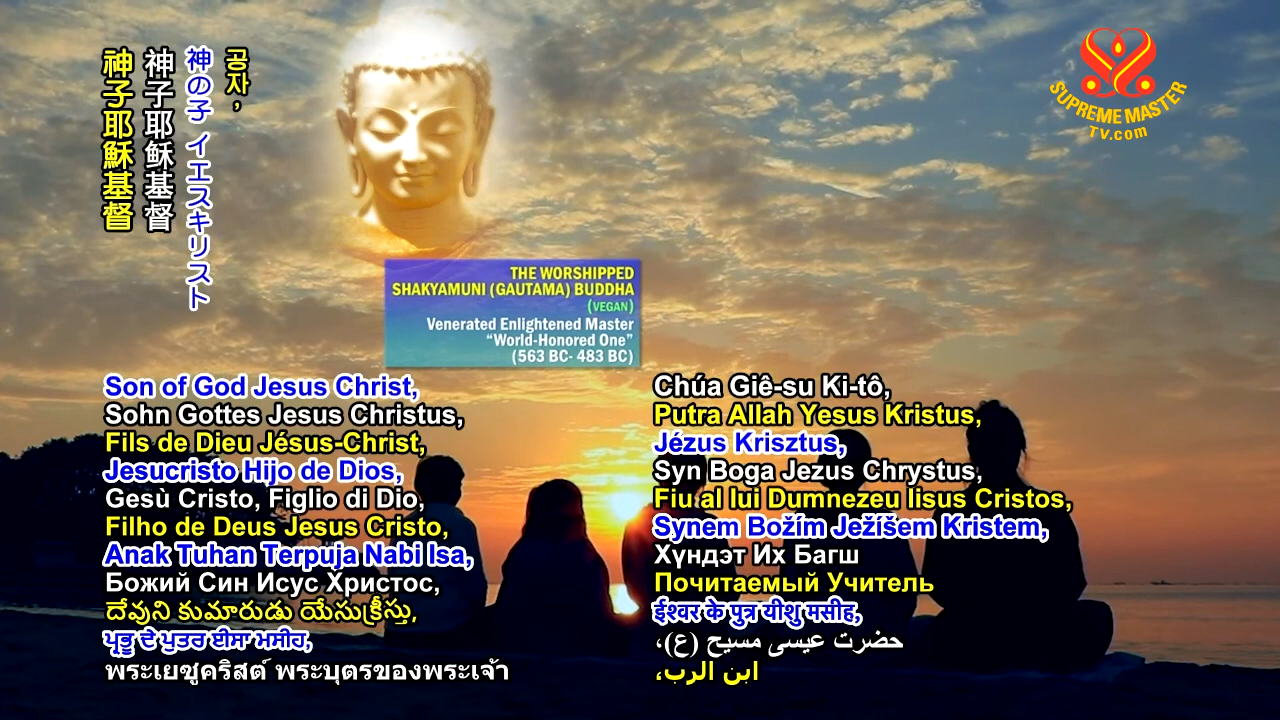 공사,
神の子 イエスキリスト
神子耶稣基督
神子耶穌基督
SUPREME MASTER
TV.com
THE WORSHIPPED
SHAKYAMUNI (GAUTAMA) BUDDHA
(VEGAN)
Venerated Enlightened Master
“World-Honored One”
(563 BC- 483 BC)
Son of God Jesus Christ,
Sohn Gottes Jesus Christus,
Fils de Dieu Jésus-Christ,
Jesucristo Hijo de Dios,
Gesù Cristo, Figlio di Dio,
Filho de Deus Jesus Cristo,
Anak Tuhan Terpuja Nabi Isa,
Божий Син Исус Христос,
దేవుని కుమారుడు యేసుక్రీస్తు,
ਪ੍ਰਭੂ ਦੇ ਪੁਤਰ ਈਸਾ ਮਸੀਹ,
พระเยซูคริสต์ พระบุตรของพระเจ้า
Chúa Giê-su Ki-tô,
Putra Allah Yesus Kristus,
Jézus Krisztus,
Syn Boga Jezus Chrystus,
Fiu al lui Dumnezeu Iisus Cristos,
Synem Božím Ježíšem Kristem,
Хүндэт Их Багш
Почитаемый Учитель
ईश्वर के पुत्र यीशु मसीह,
حضرت عیسی مسیح (ع)،
ابن الرب،